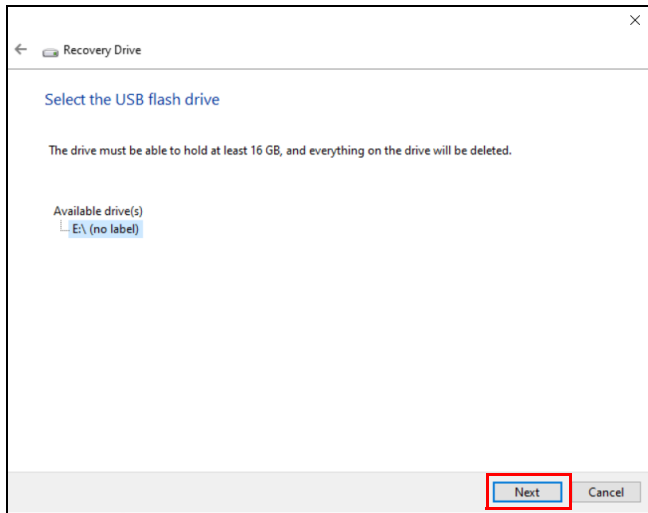 Recovery Drive
Select the USB flash drive
The drive must be able to hold at least 16 GB, and everything on the drive will be deleted.
Available drive(s)
E:\ (no label)
Next Cancel